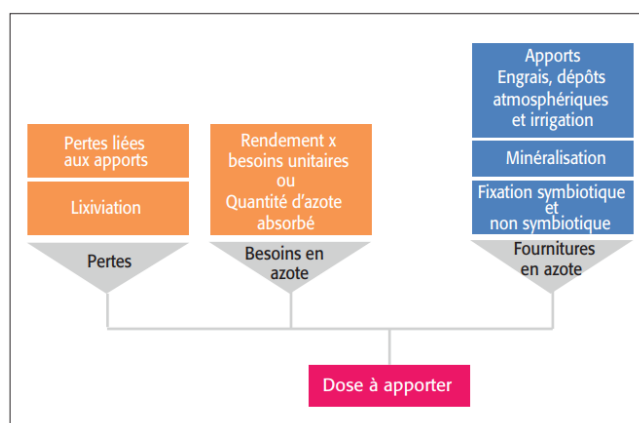 Pertes liées
aux apports
Lixiviation
Pertes
Rendement x
besoins unitaires
ou
Quantité d'azote
absorbé
Besoins en
azote
Apports
Engrais, dépôts
atmosphériques
et irrigation
Minéralisation
Fixation symbiotique
et
non symbiotique
Fournitures
en azote
Dose à apporter